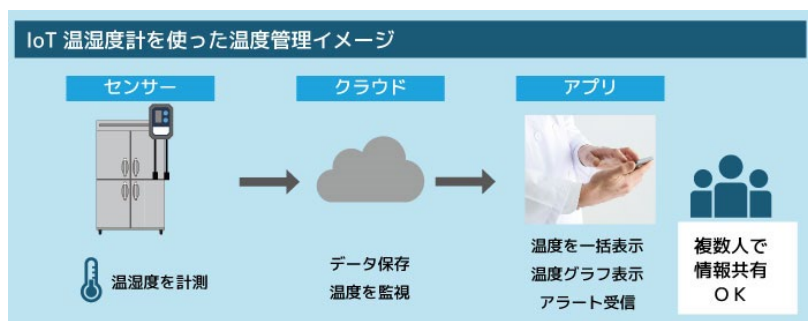 IoT 温湿度計を使った温度管理イメージ
センサー
クラウド
アプリ
温湿度を計測
データ保存
温度を監視
温度を一括表示
温度グラフ表示
アラート受信
複数人で
情報共有
OK